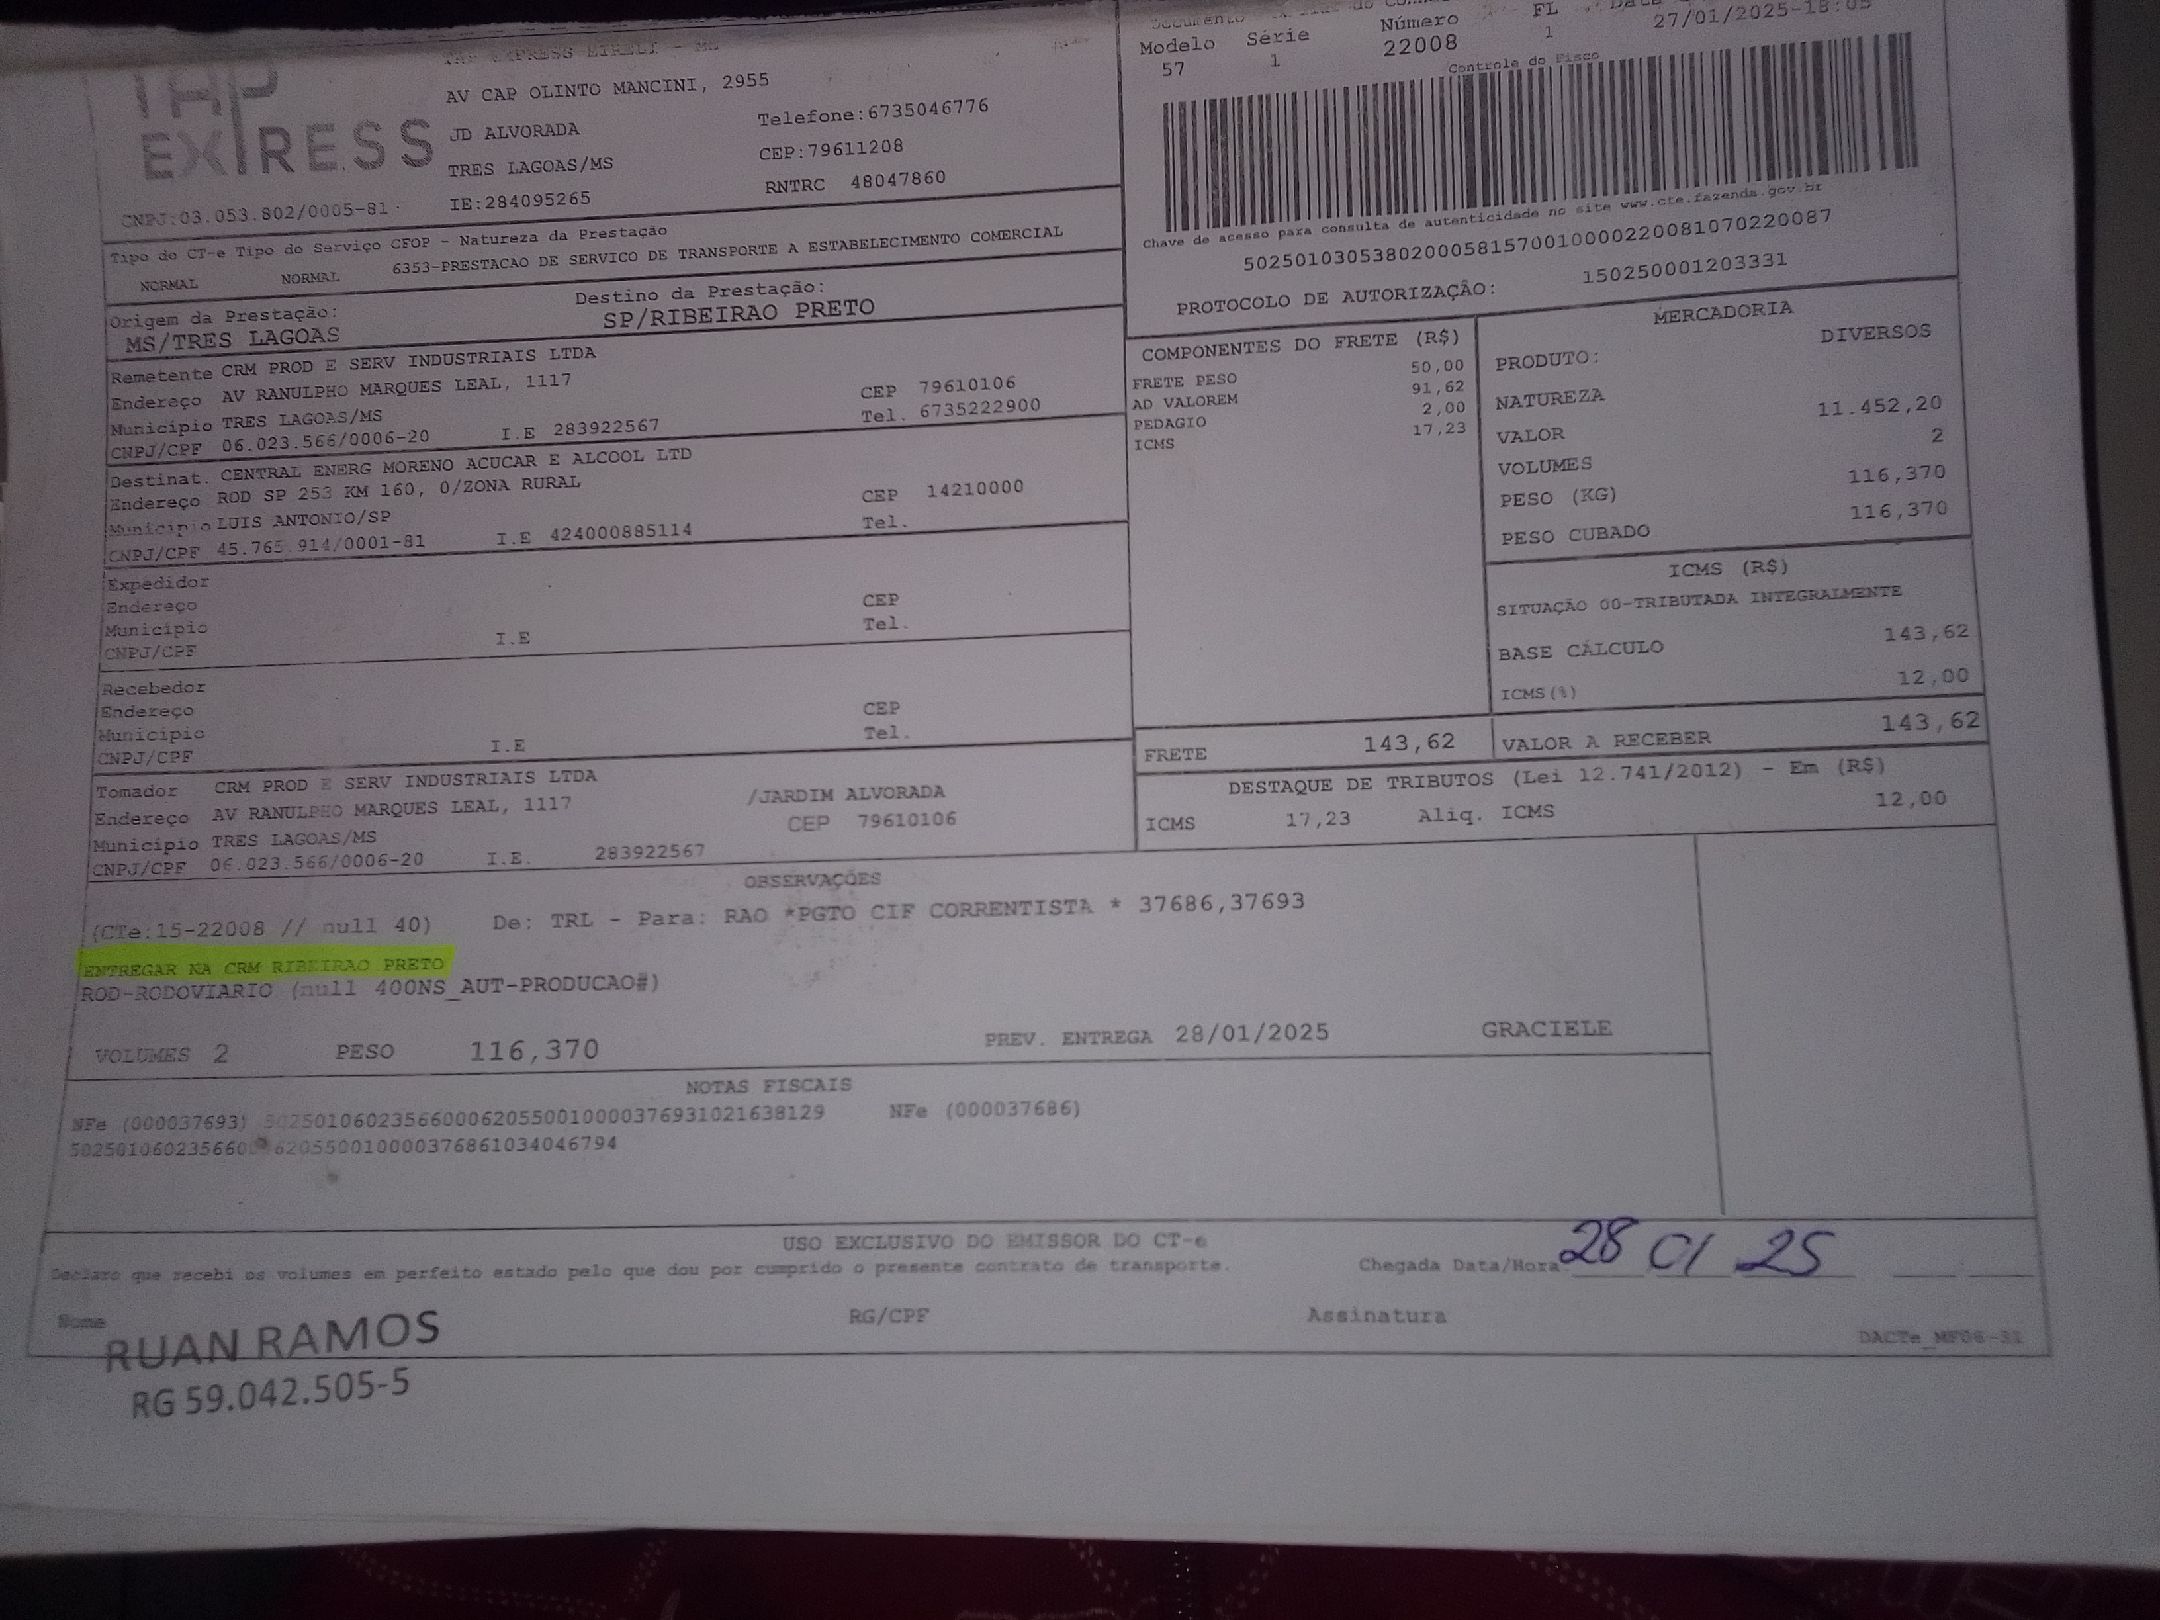 Modelo Série Número FL
57 1 22008 1 27/01/2025-18:05
Controle do Fisco
TAP EXPRESS
TAP EXPRESS EIRELI - MS
AV CAP OLINTO MANCINI, 2955
JD ALVORADA Telefone:6735046776
TRES LAGOAS/MS CEP:79611208
CNPJ:03.053.802/0005-81 IE:284095265 RNTRC 48047860
Chave de acesso para consulta de autenticidade no site www.cte.fazenda.gov.br
50250103053802000581570010000220081070220087
PROTOCOLO DE AUTORIZAÇÃO: 150250001203331
Tipo do CT-e Tipo do Serviço CFOP - Natureza da Prestação
NORMAL NORMAL 6353-PRESTACAO DE SERVICO DE TRANSPORTE A ESTABELECIMENTO COMERCIAL
Origem da Prestação: Destino da Prestação:
MS/TRES LAGOAS SP/RIBEIRAO PRETO
Remetente CRM PROD E SERV INDUSTRIAIS LTDA
Endereço AV RANULPHO MARQUES LEAL, 1117 CEP 79610106
Município TRES LAGOAS/MS Tel. 6735222900
CNPJ/CPF 06.023.566/0006-20 I.E 283922567
Destinat. CENTRAL ENERG MORENO ACUCAR E ALCOOL LTD
Endereço ROD SP 253 KM 160, 0/ZONA RURAL CEP 14210000
Município LUIS ANTONIO/SP Tel.
CNPJ/CPF 45.765.914/0001-81 I.E 424000885114
Expedidor
Endereço CEP
Município Tel.
CNPJ/CPF I.E
Recebedor
Endereço CEP
Município Tel.
CNPJ/CPF I.E
Tomador CRM PROD E SERV INDUSTRIAIS LTDA
Endereço AV RANULPHO MARQUES LEAL, 1117 /JARDIM ALVORADA
Município TRES LAGOAS/MS CEP 79610106
CNPJ/CPF 06.023.566/0006-20 I.E. 283922567
COMPONENTES DO FRETE (R$)
FRETE PESO 50,00
AD VALOREM 91,62
PEDAGIO 2,00
ICMS 17,23
MERCADORIA
PRODUTO: DIVERSOS
NATUREZA
VALOR 11.452,20
VOLUMES 2
PESO (KG) 116,370
PESO CUBADO 116,370
ICMS (R$)
SITUAÇÃO 00-TRIBUTADA INTEGRALMENTE
BASE CÁLCULO 143,62
ICMS(%) 12,00
FRETE 143,62 VALOR A RECEBER 143,62
DESTAQUE DE TRIBUTOS (Lei 12.741/2012) - Em (R$)
ICMS 17,23 Aliq. ICMS 12,00
OBSERVAÇÕES
(CTe:15-22008 // null 40) De: TRL - Para: RAO *PGTO CIF CORRENTISTA * 37686,37693
ENTREGAR NA CRM RIBEIRAO PRETO
ROD-RODOVIARIO (null 40ONS_AUT-PRODUCAO#)
VOLUMES 2 PESO 116,370 PREV. ENTREGA 28/01/2025 GRACIELE
NOTAS FISCAIS
NFe (000037693) 50250106023566000620550010000376931021638129 NFe (000037686)
620550010000376861034046794
USO EXCLUSIVO DO EMISSOR DO CT-e
Declaro que recebi os volumes em perfeito estado pelo que dou por cumprido o presente contrato de transporte. Chegada Data/Hora 28 01 25
Nome RG/CPF Assinatura
RUAN RAMOS
RG 59.042.505-5